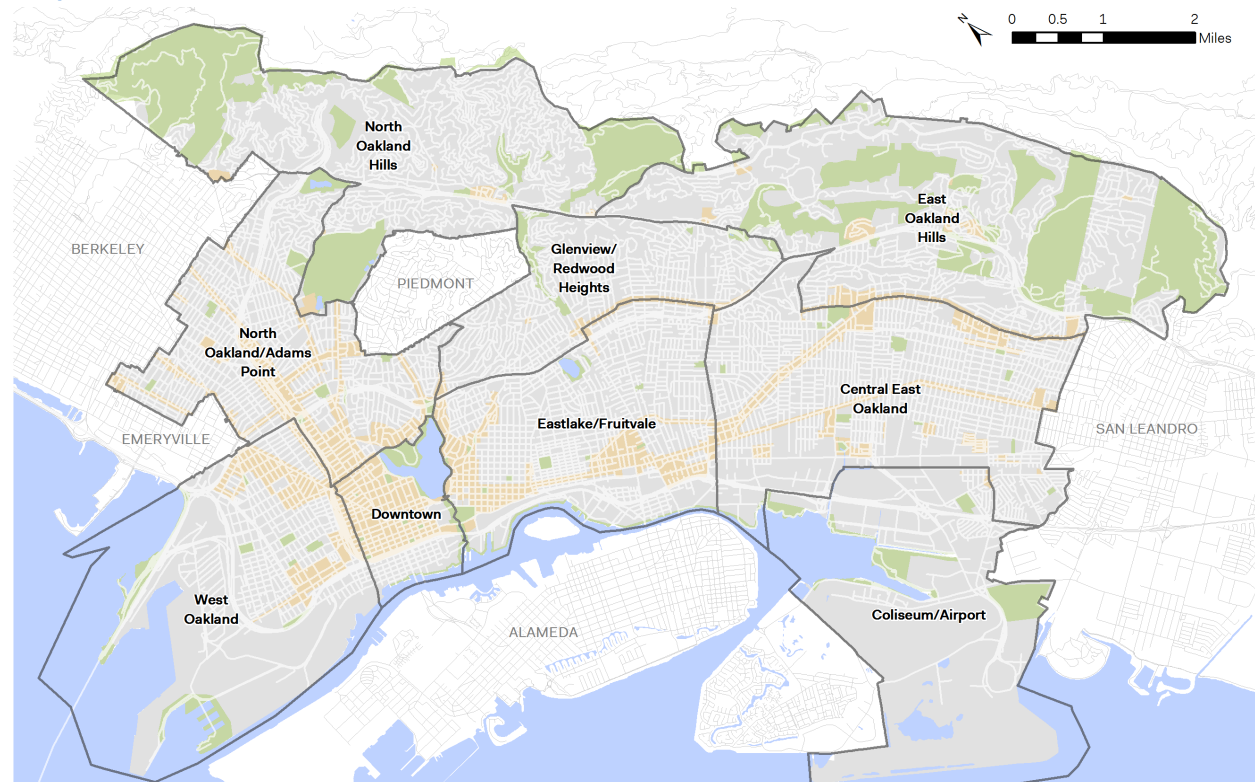 N
0 0.5 1 2
Miles
North
Oakland
Hills
East
Oakland
Hills
BERKELEY
Glenview/
Redwood
Heights
PIEDMONT
North
Oakland/Adams
Point
Central East
Oakland
Eastlake/Fruitvale
SAN LEANDRO
EMERYVILLE
Downtown
West
Oakland
Coliseum/Airport
ALAMEDA